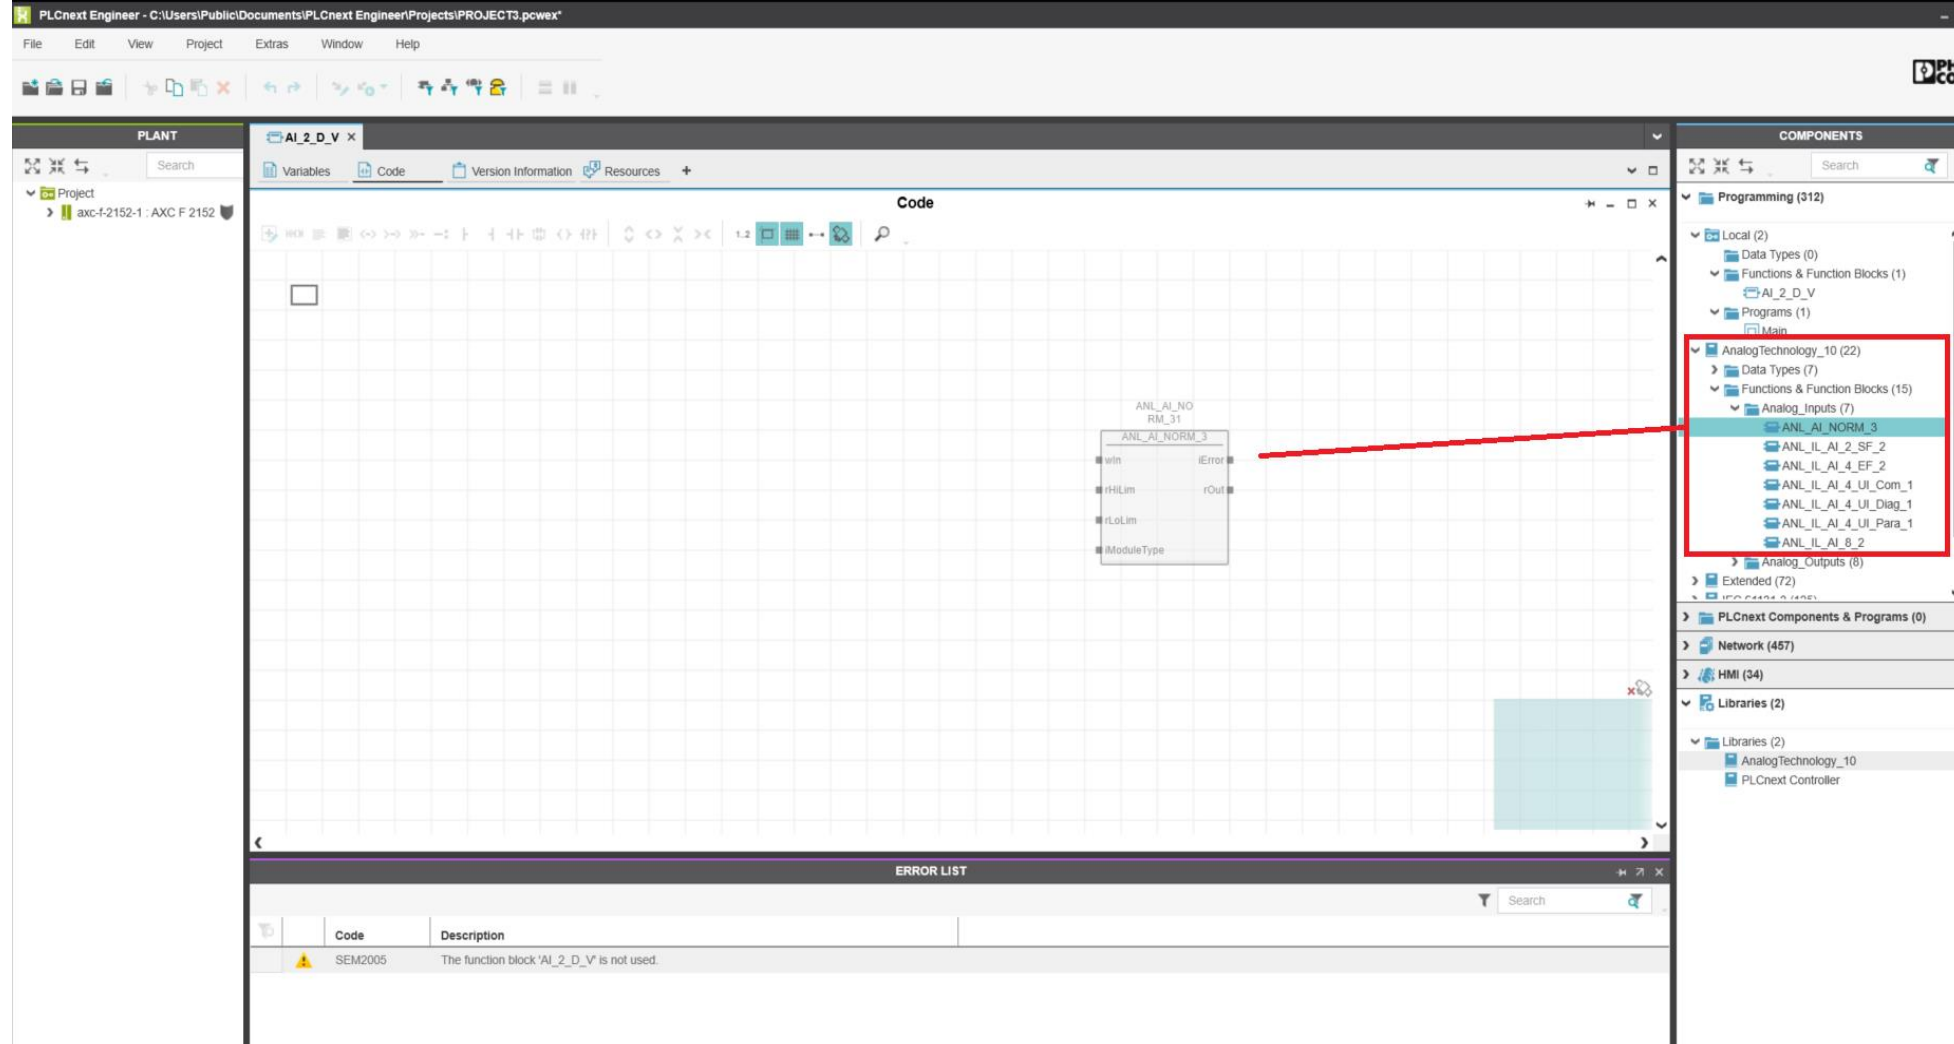 PLCnext Engineer - C:\Users\Public\Documents\PLCnext Engineer\Projects\PROJECT3.pcwex*
File Edit View Project Extras Window Help
PLANT
Search
Project
axc-f-2152-1 : AXC F 2152
AI_2_D_V
Variables Code Version Information Resources
Code
1..2
ANL_AI_NO
RM_31
ANL_AI_NORM_3
wIn iError
rHiLim rOut
rLoLim
iModuleType
ERROR LIST
Search
Code Description
SEM2005 The function block 'AI_2_D_V' is not used.
COMPONENTS
Search
Programming (312)
Local (2)
Data Types (0)
Functions & Function Blocks (1)
AI_2_D_V
Programs (1)
Main
AnalogTechnology_10 (22)
Data Types (7)
Functions & Function Blocks (15)
Analog_Inputs (7)
ANL_AI_NORM_3
ANL_IL_AI_2_SF_2
ANL_IL_AI_4_EF_2
ANL_IL_AI_4_UI_Com_1
ANL_IL_AI_4_UI_Diag_1
ANL_IL_AI_4_UI_Para_1
ANL_IL_AI_8_2
Analog_Outputs (8)
Extended (72)
PLCnext Components & Programs (0)
Network (457)
HMI (34)
Libraries (2)
Libraries (2)
AnalogTechnology_10
PLCnext Controller